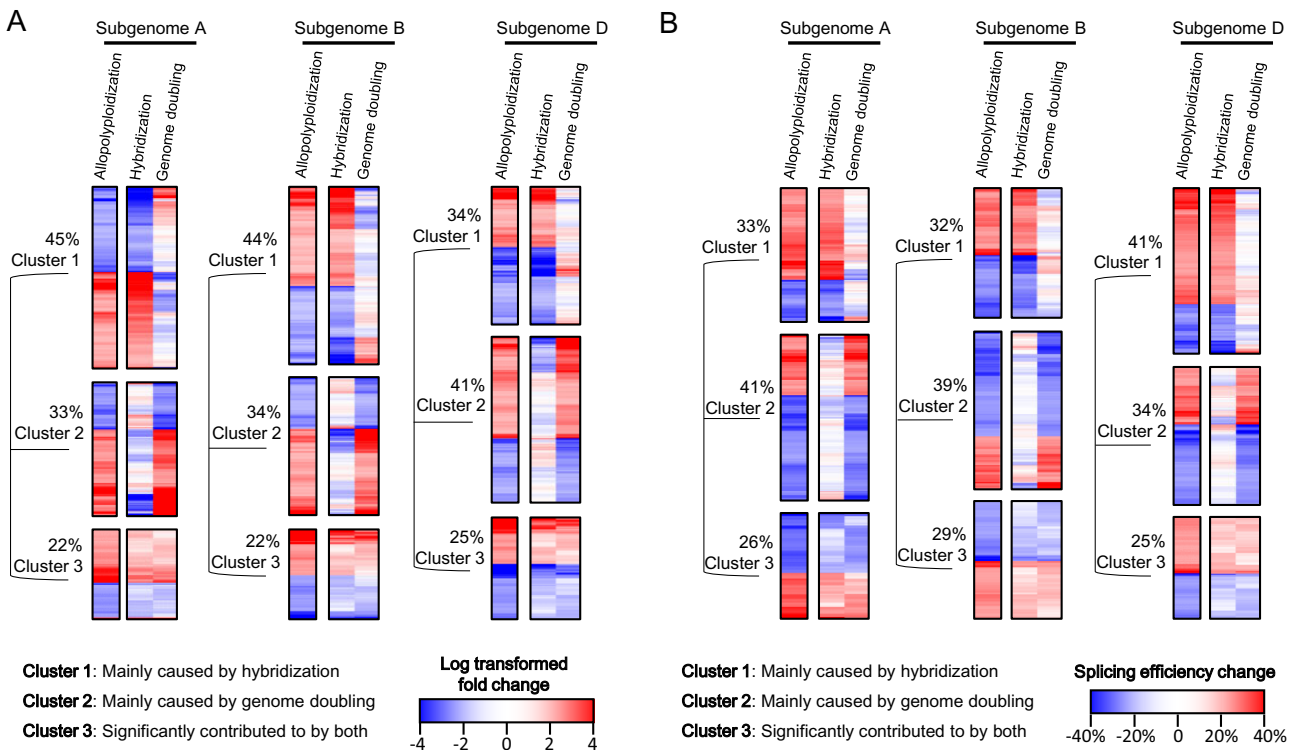 A
Subgenome A
Subgenome B
Subgenome D
Allopolyploidization
Hybridization
Genome doubling
Allopolyploidization
Hybridization
Genome doubling
Allopolyploidization
Hybridization
Genome doubling
45%
Cluster 1
33%
Cluster 2
22%
Cluster 3
44%
Cluster 1
34%
Cluster 2
22%
Cluster 3
34%
Cluster 1
41%
Cluster 2
25%
Cluster 3
Cluster 1: Mainly caused by hybridization
Cluster 2: Mainly caused by genome doubling
Cluster 3: Significantly contributed to by both
Log transformed
fold change
-4 -2 0 2 4
B
Subgenome A
Subgenome B
Subgenome D
Allopolyploidization
Hybridization
Genome doubling
Allopolyploidization
Hybridization
Genome doubling
Allopolyploidization
Hybridization
Genome doubling
33%
Cluster 1
41%
Cluster 2
26%
Cluster 3
32%
Cluster 1
39%
Cluster 2
29%
Cluster 3
41%
Cluster 1
34%
Cluster 2
25%
Cluster 3
Cluster 1: Mainly caused by hybridization
Cluster 2: Mainly caused by genome doubling
Cluster 3: Significantly contributed to by both
Splicing efficiency change
-40% -20% 0 20% 40%